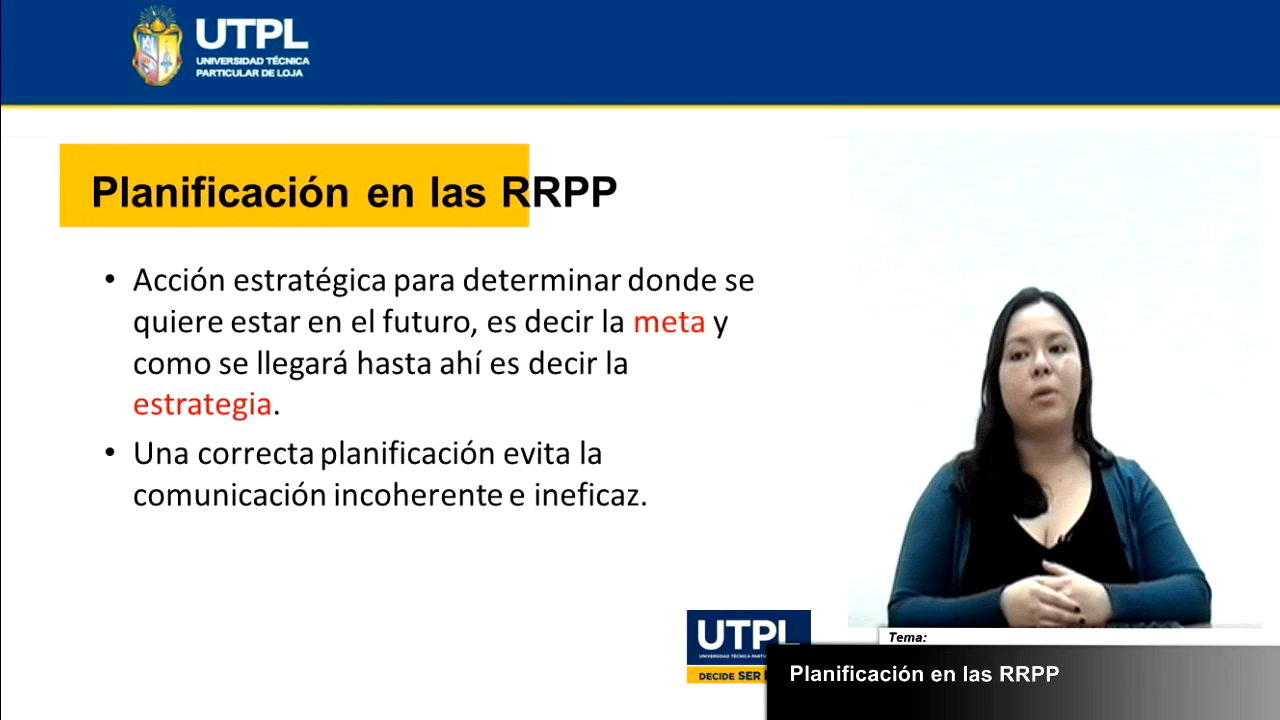 UTPL
UNIVERSIDAD TÉCNICA
PARTICULAR DE LOJA
Planificación en las RRPP
• Acción estratégica para determinar donde se
quiere estar en el futuro, es decir la meta y
como se llegará hasta ahí es decir la
estrategia.
• Una correcta planificación evita la
comunicación incoherente e ineficaz.
UTPL
UNIVERSIDAD TÉCNICA
DECIDE SER
Tema:
Planificación en las RRPP